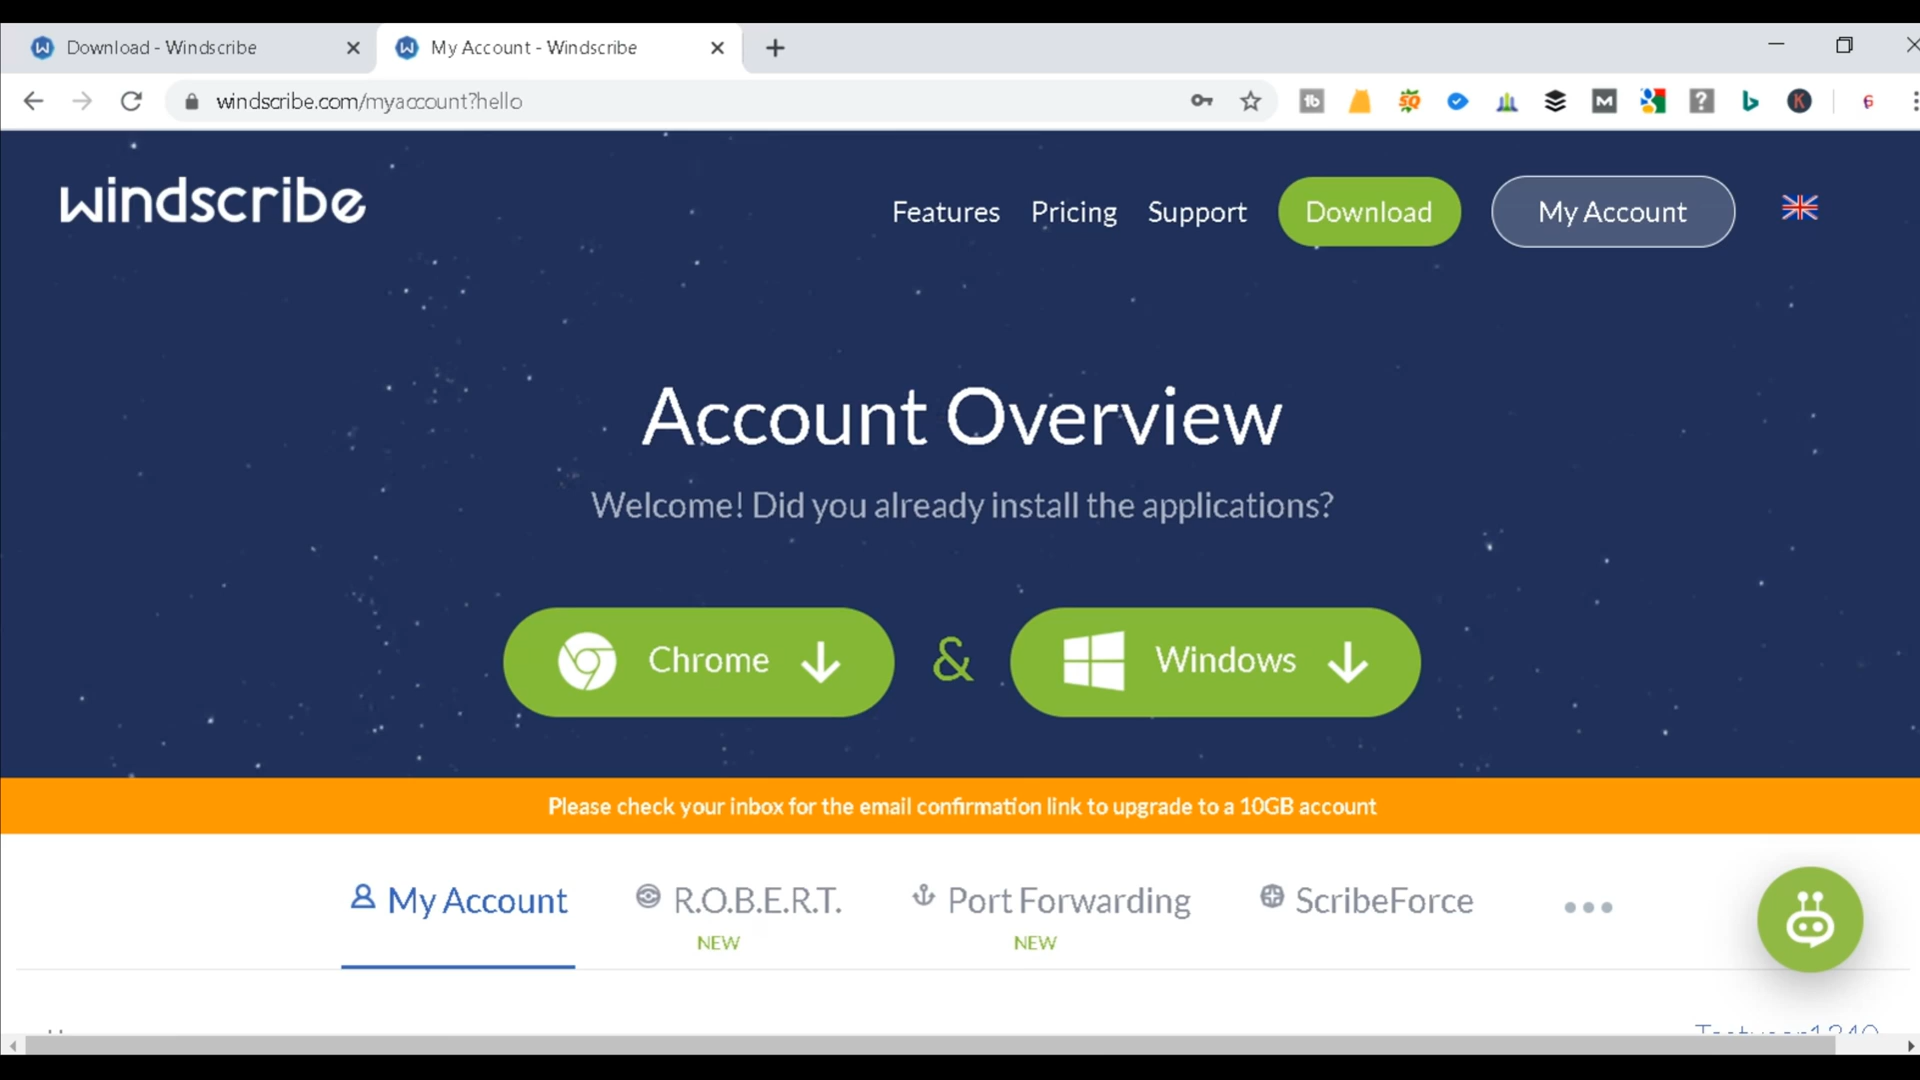 Download - Windscribe
My Account - Windscribe
windscribe.com/myaccount?hello
windscribe
Features
Pricing
Support
Download
My Account
Account Overview
Welcome! Did you already install the applications?
Chrome
&
Windows
Please check your inbox for the email confirmation link to upgrade to a 10GB account
My Account
R.O.B.E.R.T.
NEW
Port Forwarding
NEW
ScribeForce